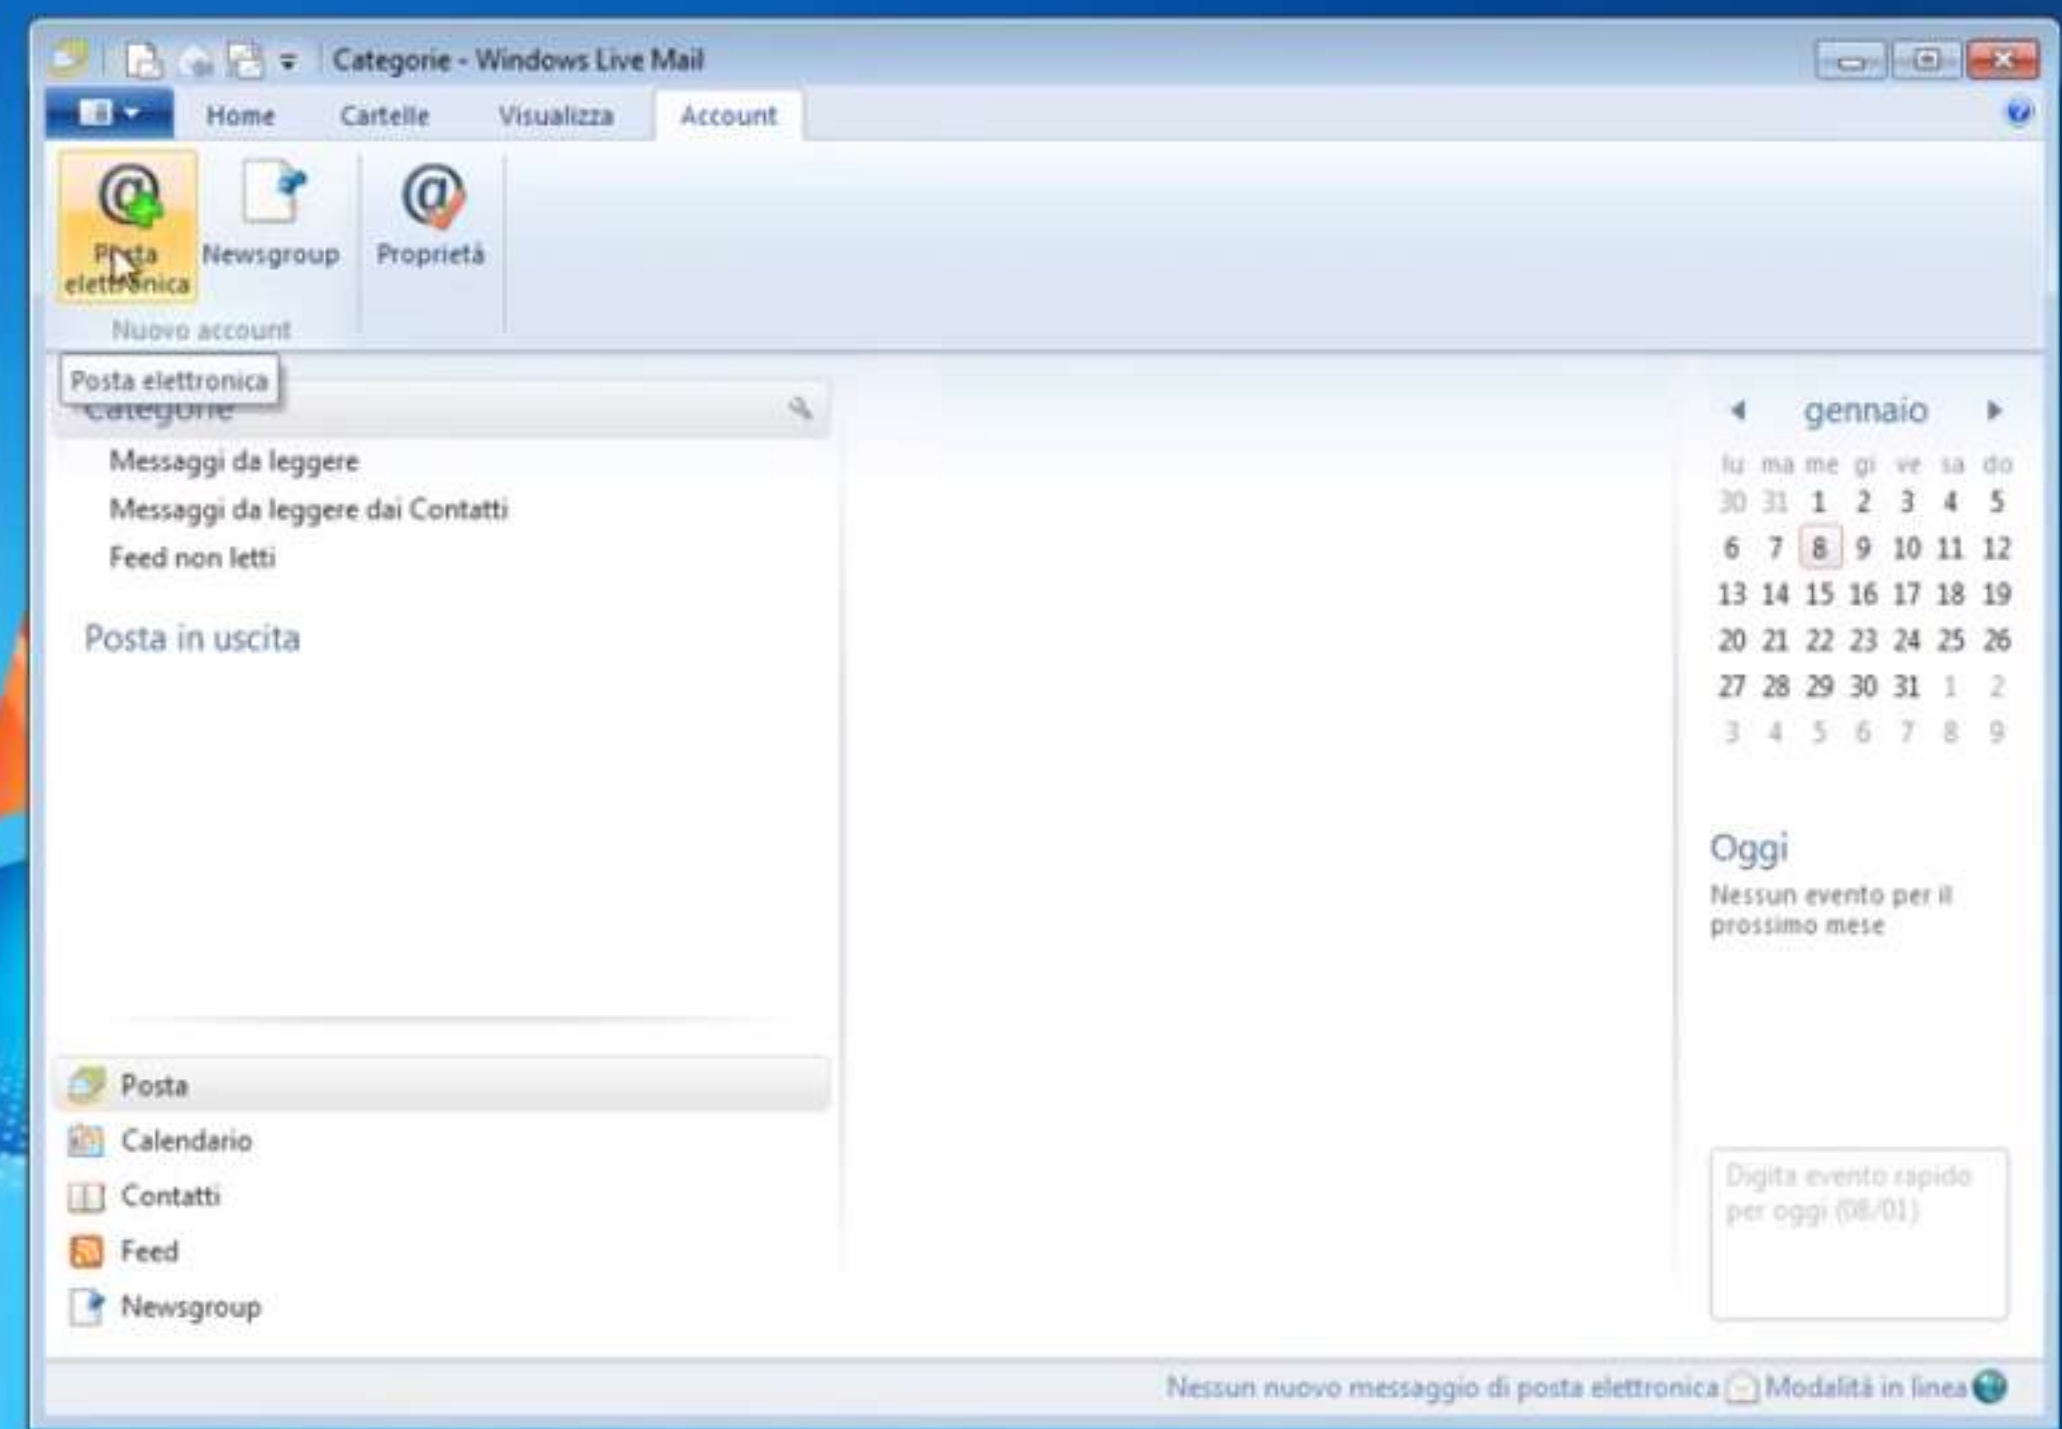 Categorie - Windows Live Mail
Home Cartelle Visualizza Account
Posta elettronica
Newsgroup
Proprietà
Nuovo account
Posta elettronica
Categorie
Messaggi da leggere
Messaggi da leggere dai Contatti
Feed non letti
Posta in uscita
Posta
Calendario
Contatti
Feed
Newsgroup
gennaio
lu ma me gi ve sa do
30 31 1 2 3 4 5
6 7 8 9 10 11 12
13 14 15 16 17 18 19
20 21 22 23 24 25 26
27 28 29 30 31 1 2
3 4 5 6 7 8 9
Oggi
Nessun evento per il
prossimo mese
Digita evento rapido
per oggi (08/01)
Nessun nuovo messaggio di posta elettronica Modalità in linea